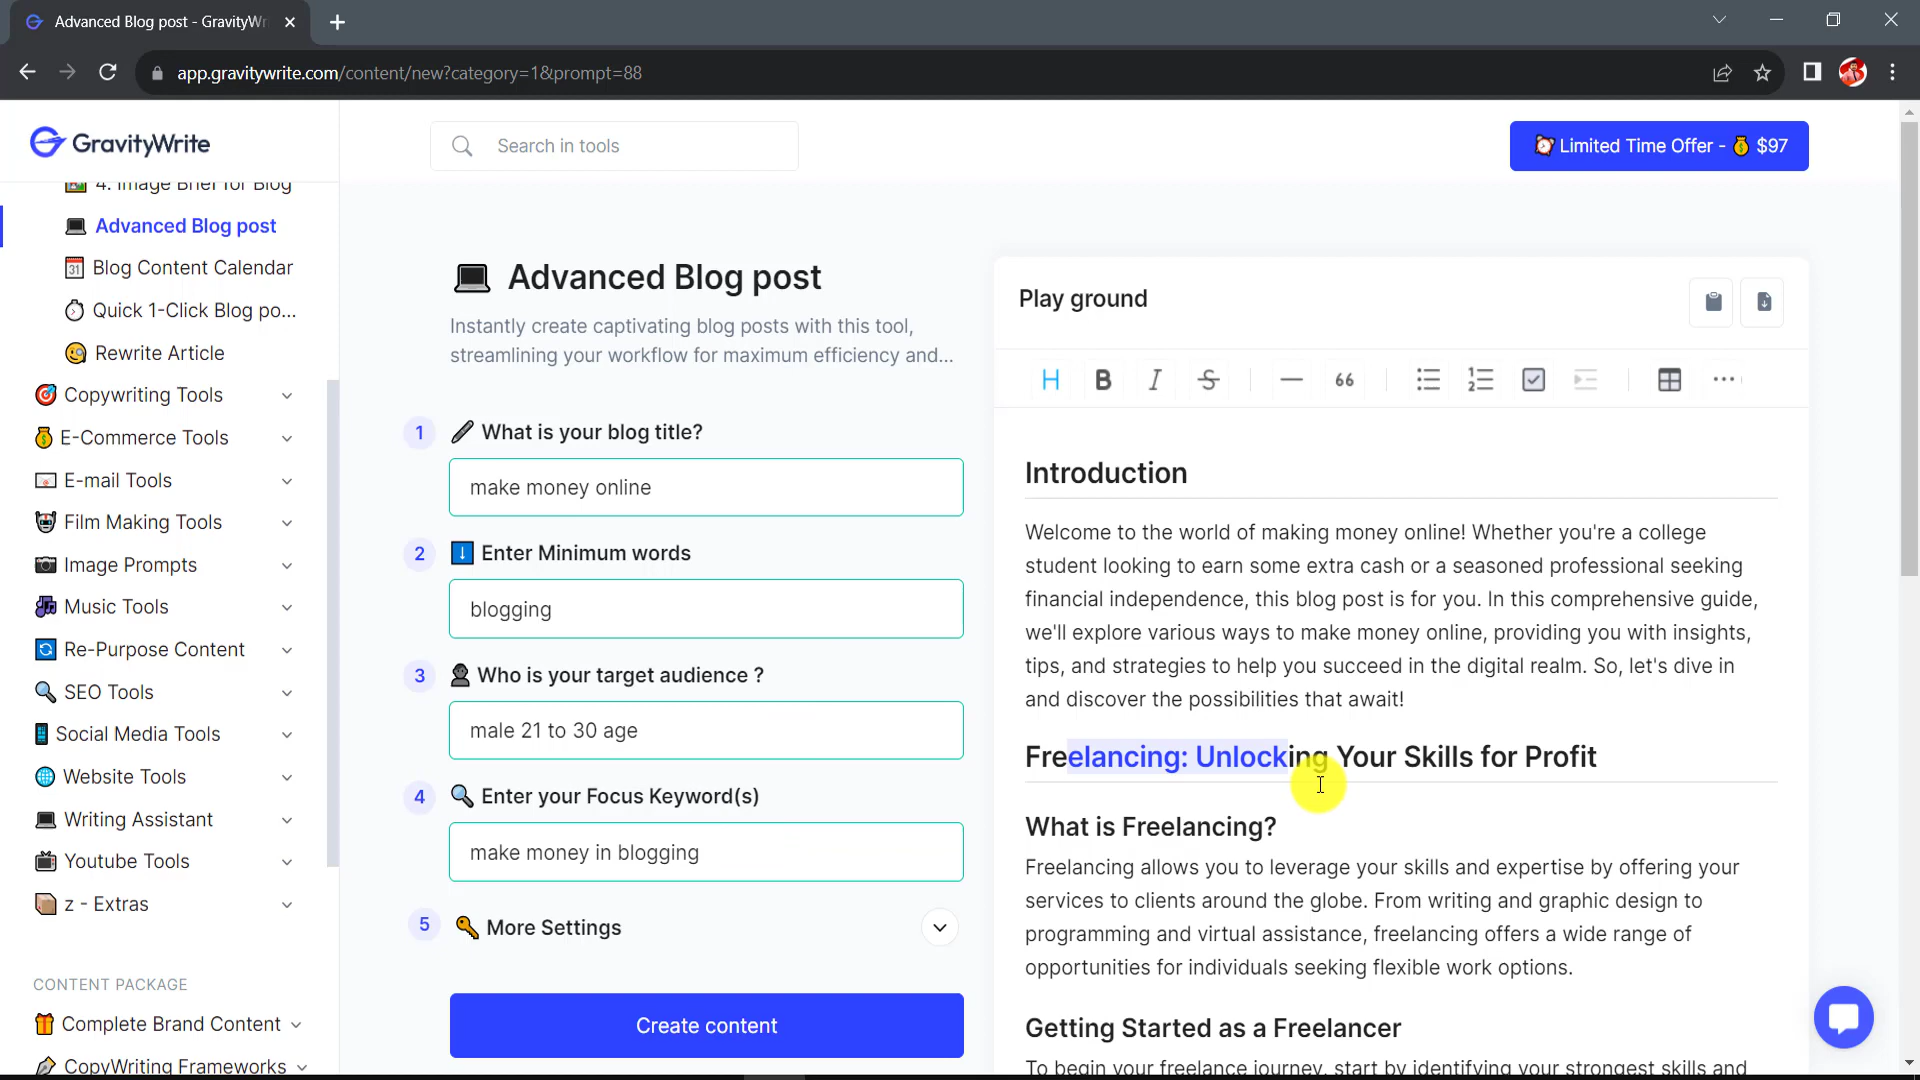 Advanced Blog post - GravityWr
app.gravitywrite.com/content/new?category=1&prompt=88
GravityWrite
Search in tools
Limited Time Offer - $97
4. Image Brief for Blog
Advanced Blog post
Blog Content Calendar
Quick 1-Click Blog po...
Rewrite Article
Copywriting Tools
E-Commerce Tools
E-mail Tools
Film Making Tools
Image Prompts
Music Tools
Re-Purpose Content
SEO Tools
Social Media Tools
Website Tools
Writing Assistant
Youtube Tools
z - Extras
CONTENT PACKAGE
Complete Brand Content
CopyWriting Frameworks
Advanced Blog post
Instantly create captivating blog posts with this tool,
streamlining your workflow for maximum efficiency and...
1 What is your blog title?
make money online
2 Enter Minimum words
blogging
3 Who is your target audience ?
male 21 to 30 age
4 Enter your Focus Keyword(s)
make money in blogging
5 More Settings
Create content
Play ground
Introduction
Welcome to the world of making money online! Whether you're a college
student looking to earn some extra cash or a seasoned professional seeking
financial independence, this blog post is for you. In this comprehensive guide,
we'll explore various ways to make money online, providing you with insights,
tips, and strategies to help you succeed in the digital realm. So, let's dive in
and discover the possibilities that await!
Freelancing: Unlocking Your Skills for Profit
What is Freelancing?
Freelancing allows you to leverage your skills and expertise by offering your
services to clients around the globe. From writing and graphic design to
programming and virtual assistance, freelancing offers a wide range of
opportunities for individuals seeking flexible work options.
Getting Started as a Freelancer
To begin your freelance journey, start by identifying your strongest skills and